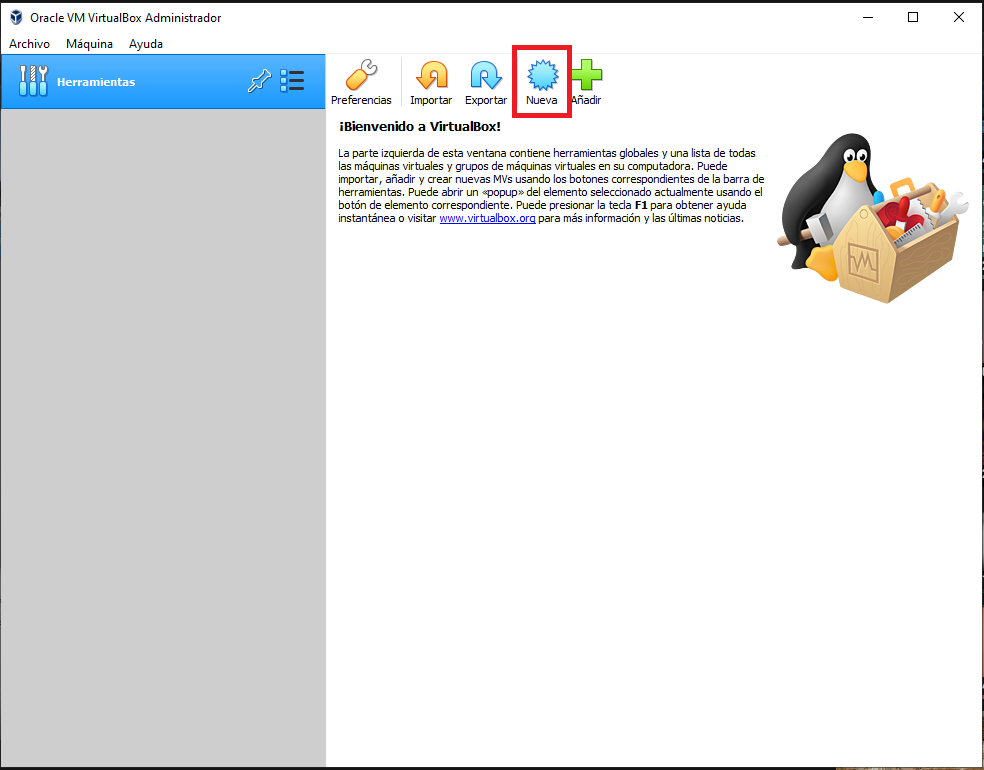 Oracle VM VirtualBox Administrador
Archivo Máquina Ayuda
Herramientas
Preferencias Importar Exportar Nueva Añadir
¡Bienvenido a VirtualBox!
La parte izquierda de esta ventana contiene herramientas globales y una lista de todas
las máquinas virtuales y grupos de máquinas virtuales en su computadora. Puede
importar, añadir y crear nuevas MVs usando los botones correspondientes de la barra de
herramientas. Puede abrir un «popup» del elemento seleccionado actualmente usando el
botón de elemento correspondiente. Puede presionar la tecla F1 para obtener ayuda
instantánea o visitar www.virtualbox.org para más información y las últimas noticias.